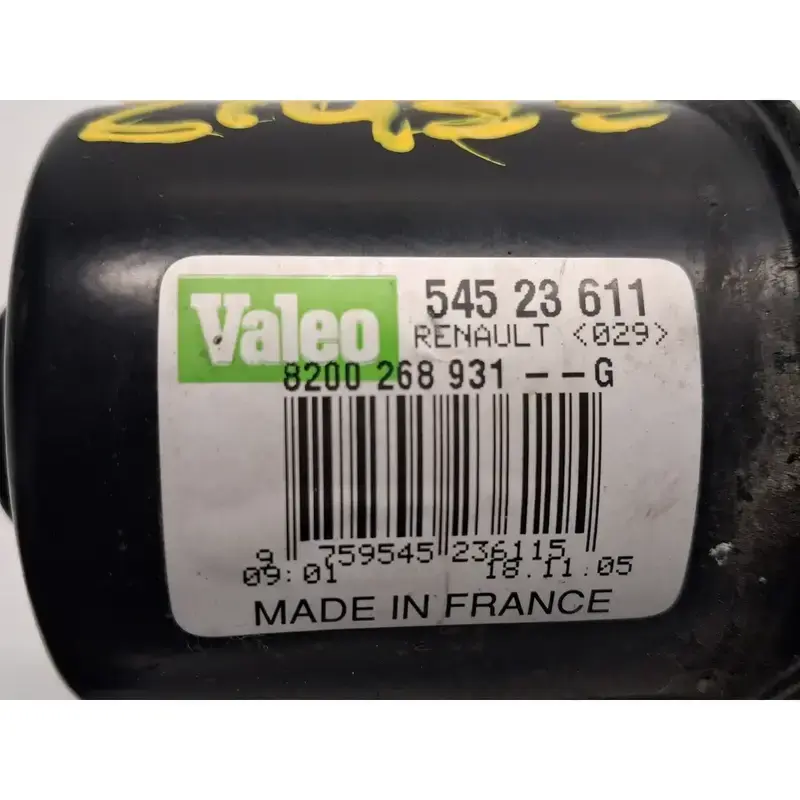 Valeo
545 23 611
RENAULT <029>
8200 268 931 --G
9 759545 236115
09:01 18.11.05
MADE IN FRANCE